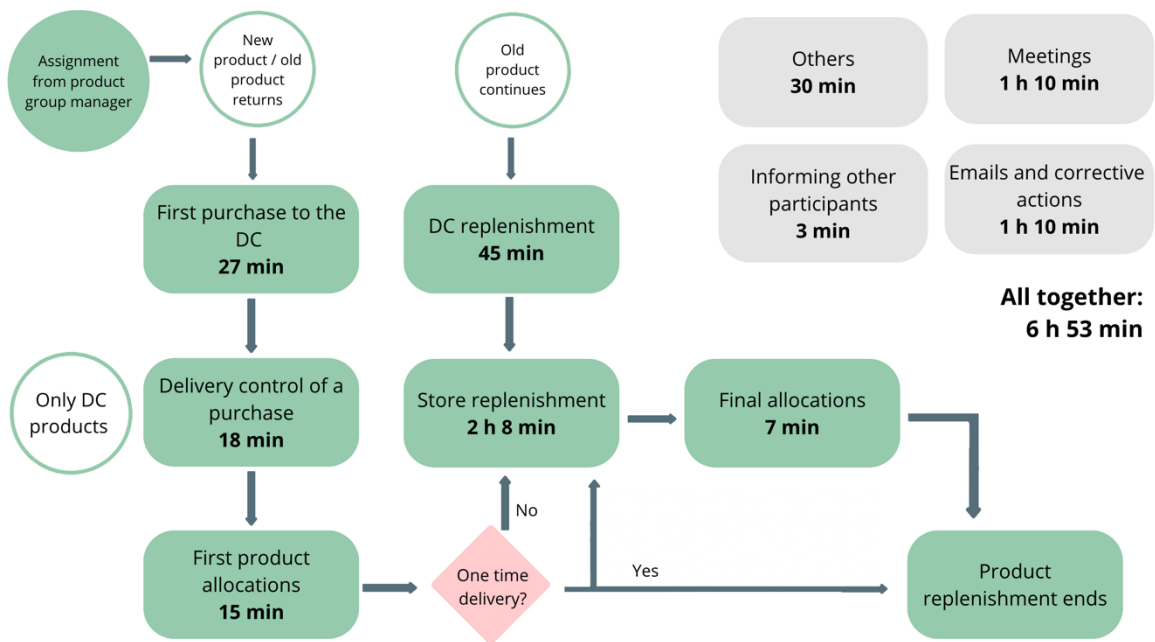 Assignment
from product
group manager
New
product / old
product
returns
Old
product
continues
Others
30 min
Meetings
1 h 10 min
Informing other
participants
3 min
Emails and corrective
actions
1 h 10 min
All together:
6 h 53 min
First purchase to the
DC
27 min
DC replenishment
45 min
Only DC
products
Delivery control of a
purchase
18 min
Store replenishment
2 h 8 min
Final allocations
7 min
No
First product
allocations
15 min
One time
delivery?
Yes
Product
replenishment ends